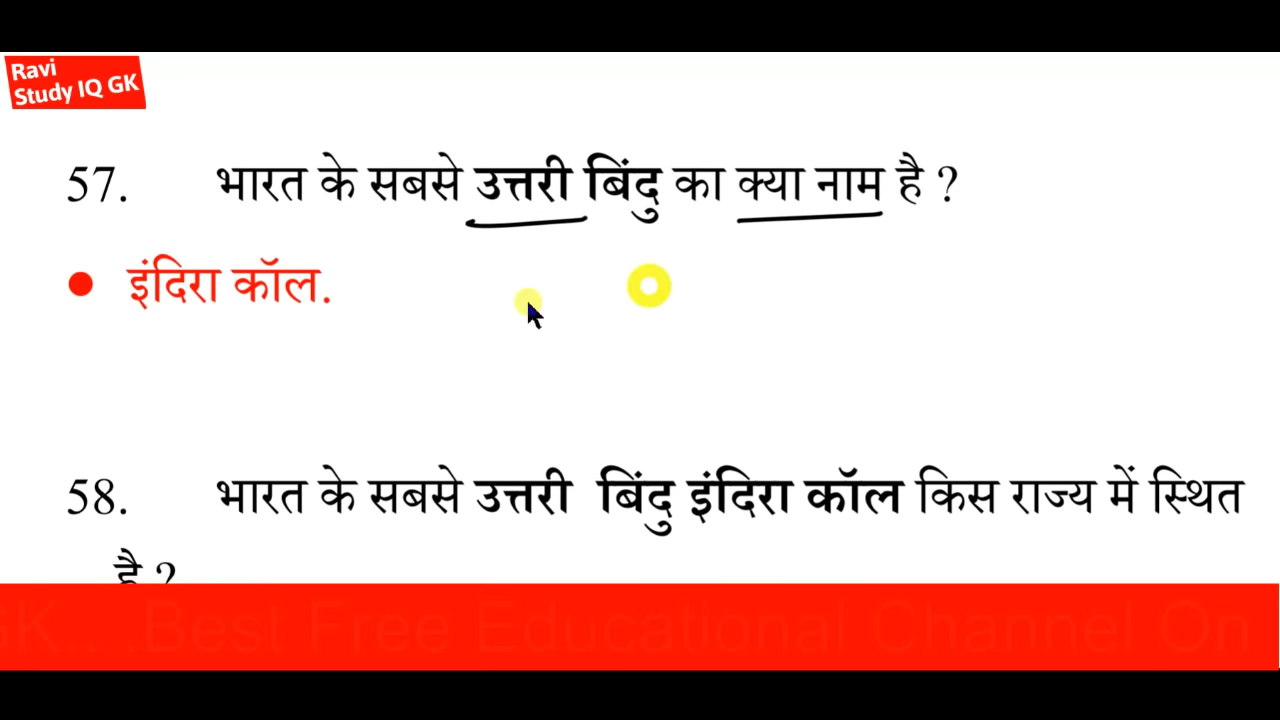 Ravi
Study IQ GK
57. भारत के सबसे उत्तरी बिंदु का क्या नाम है ?
● इंदिरा कॉल.
58. भारत के सबसे उत्तरी बिंदु इंदिरा कॉल किस राज्य में स्थित
है ?
GK ...Best Free Educational Channel On